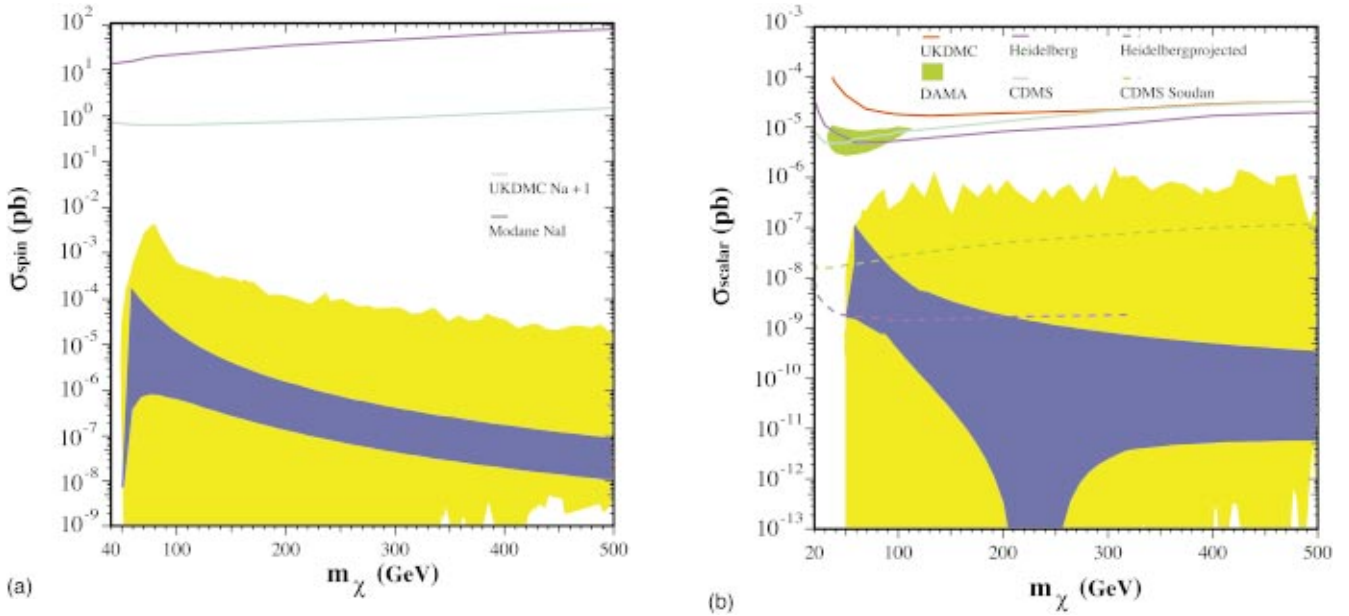 10²
10¹
10⁰
10⁻¹
10⁻²
10⁻³
10⁻⁴
10⁻⁵
10⁻⁶
10⁻⁷
10⁻⁸
10⁻⁹
σspin (pb)
UKDMC Na + I
Modane NaI
40 100 200 300 400 500
mχ (GeV)
(a)
10⁻³
10⁻⁴
10⁻⁵
10⁻⁶
10⁻⁷
10⁻⁸
10⁻⁹
10⁻¹⁰
10⁻¹¹
10⁻¹²
10⁻¹³
σscalar (pb)
UKDMC Heidelberg Heidelbergprojected
DAMA CDMS CDMS Soudan
20 100 200 300 400 500
mχ (GeV)
(b)